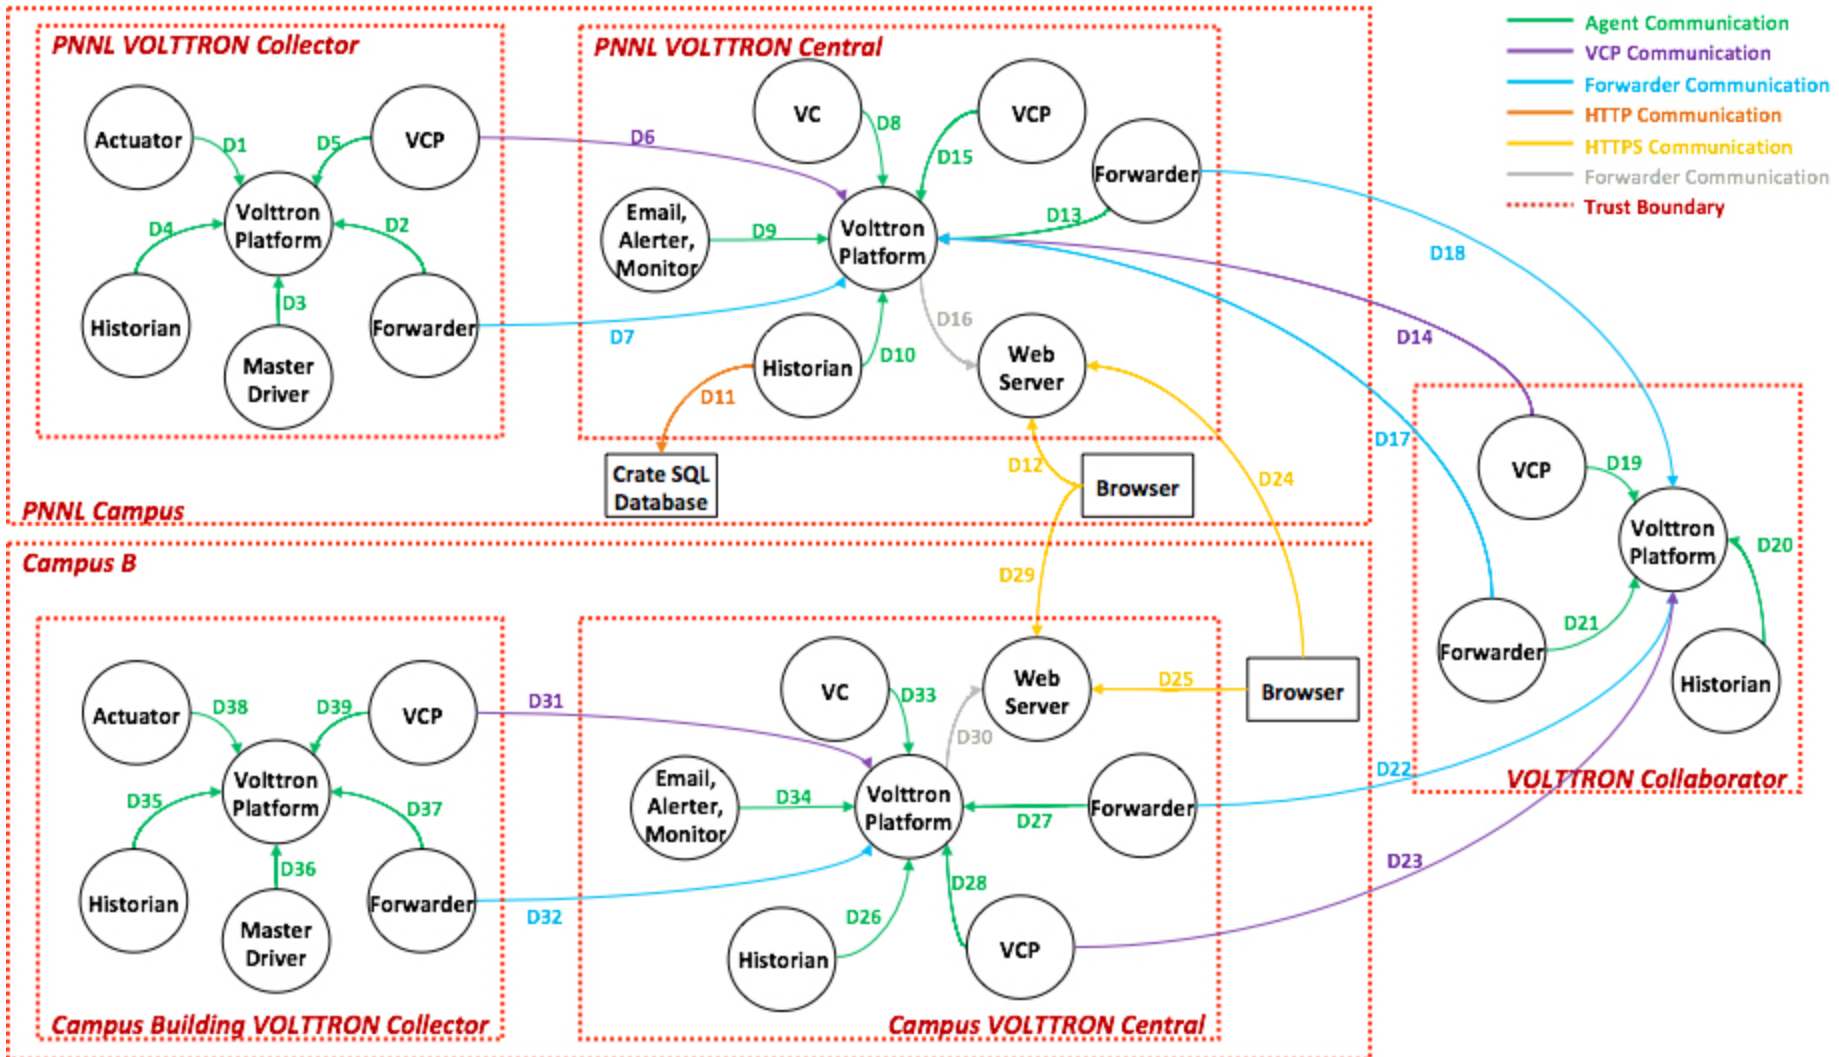 PNNL VOLTTRON Collector
Actuator
D1
D5
VCP
Volttron
Platform
D4
D2
Historian
D3
Forwarder
Master
Driver
D6
D7
PNNL VOLTTRON Central
VC
D8
VCP
D15
Forwarder
Email,
Alerter,
Monitor
D9
Volttron
Platform
D13
D16
D10
Historian
Web
Server
D11
Crate SQL
Database
D12
Browser
PNNL Campus
Agent Communication
VCP Communication
Forwarder Communication
HTTP Communication
HTTPS Communication
Forwarder Communication
Trust Boundary
D18
D14
D17
D24
D29
VCP
D19
Volttron
Platform
D20
D21
Forwarder
Historian
VOLTTRON Collaborator
D22
D23
Campus B
Actuator
D38
D39
VCP
Volttron
Platform
D35
D37
D36
Historian
Forwarder
Master
Driver
Campus Building VOLTTRON Collector
D31
D32
VC
D33
Web
Server
D25
Browser
D30
Email,
Alerter,
Monitor
D34
Volttron
Platform
D27
Forwarder
D28
D26
Historian
VCP
Campus VOLTTRON Central